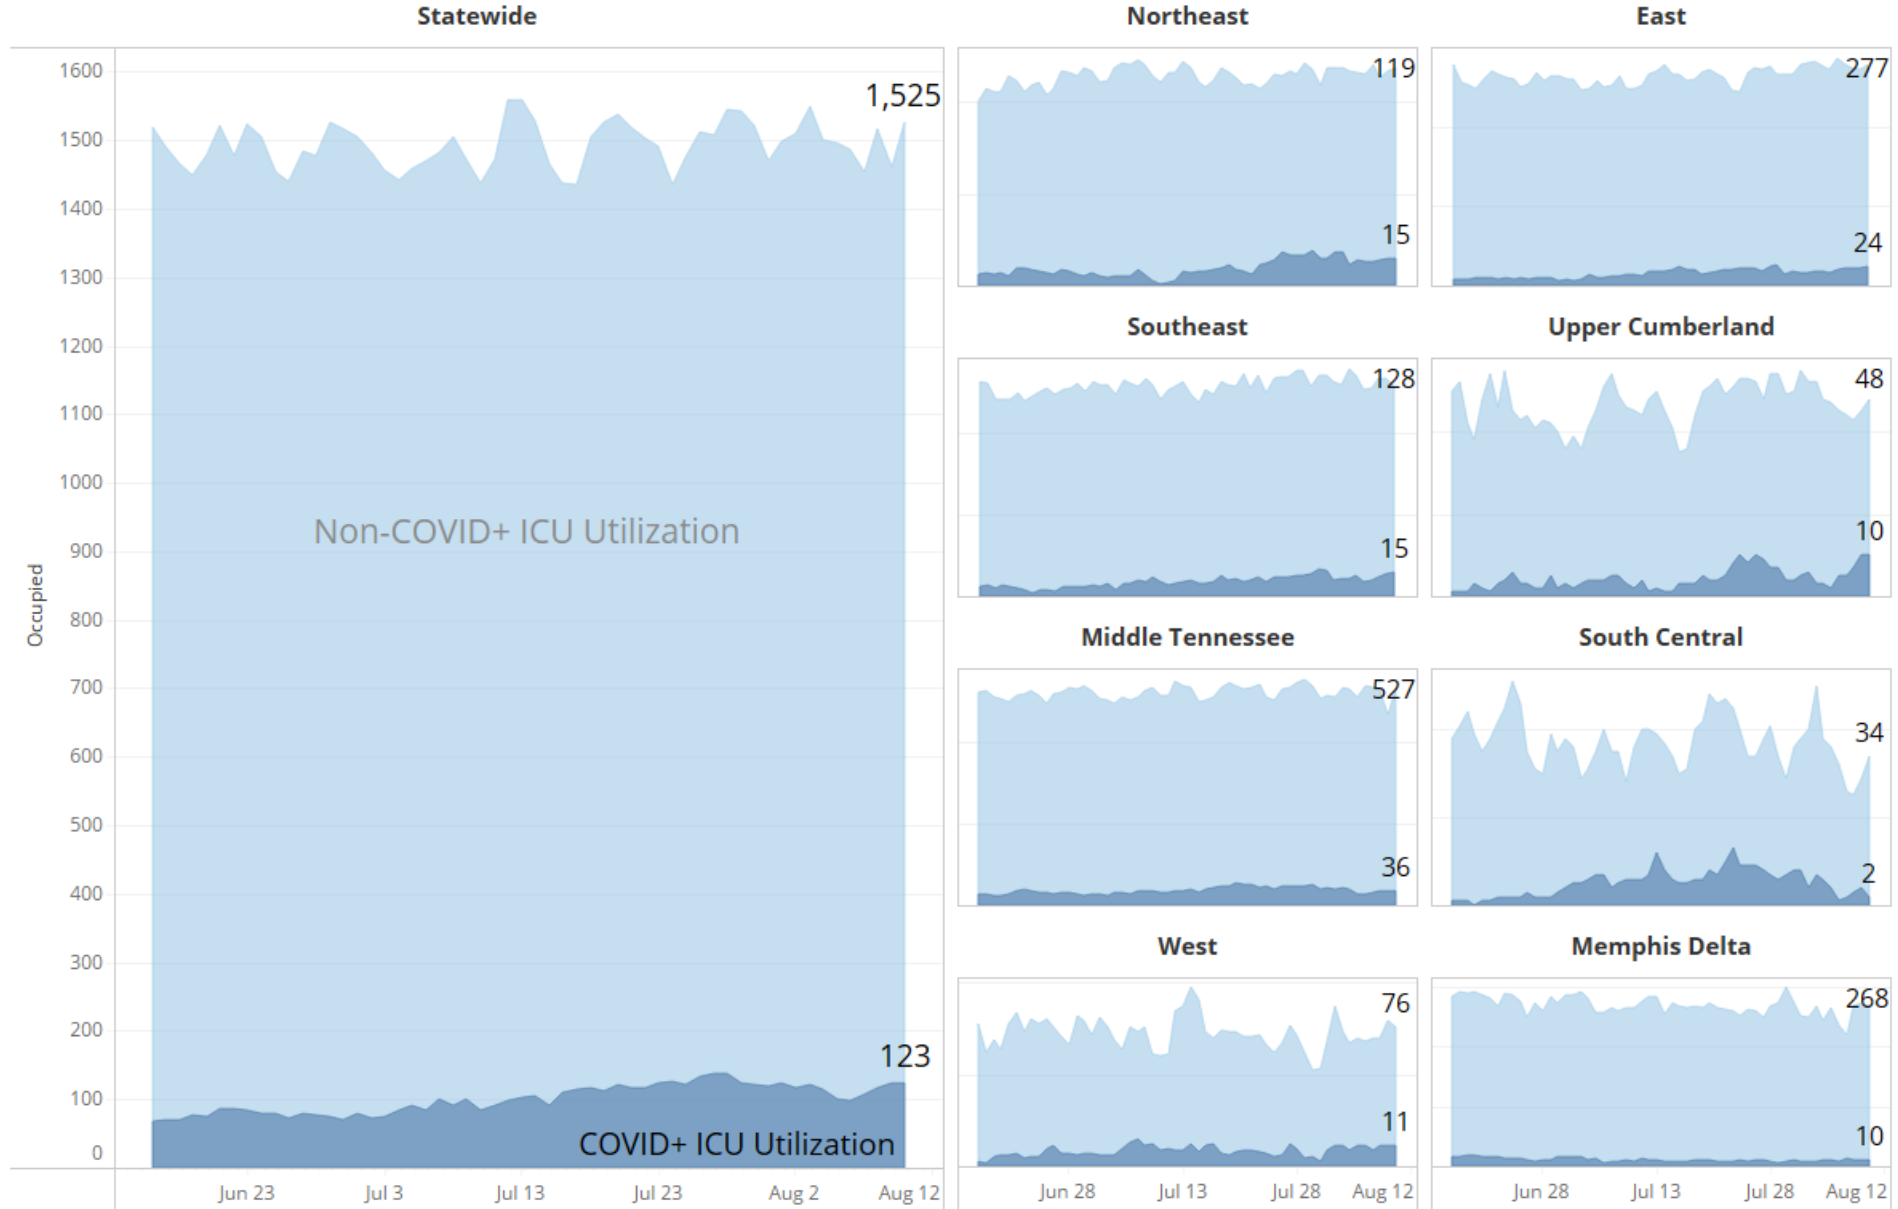 Statewide
1600
1500
1400
1300
1200
1100
1000
900
800
700
600
500
400
300
200
100
0
Occupied
1,525
Non-COVID+ ICU Utilization
123
COVID+ ICU Utilization
Jun 23
Jul 3
Jul 13
Jul 23
Aug 2
Aug 12
Northeast
119
15
East
277
24
Southeast
128
15
Upper Cumberland
48
10
Middle Tennessee
527
36
South Central
34
2
West
76
11
Jun 28
Jul 13
Jul 28
Aug 12
Memphis Delta
268
10
Jun 28
Jul 13
Jul 28
Aug 12